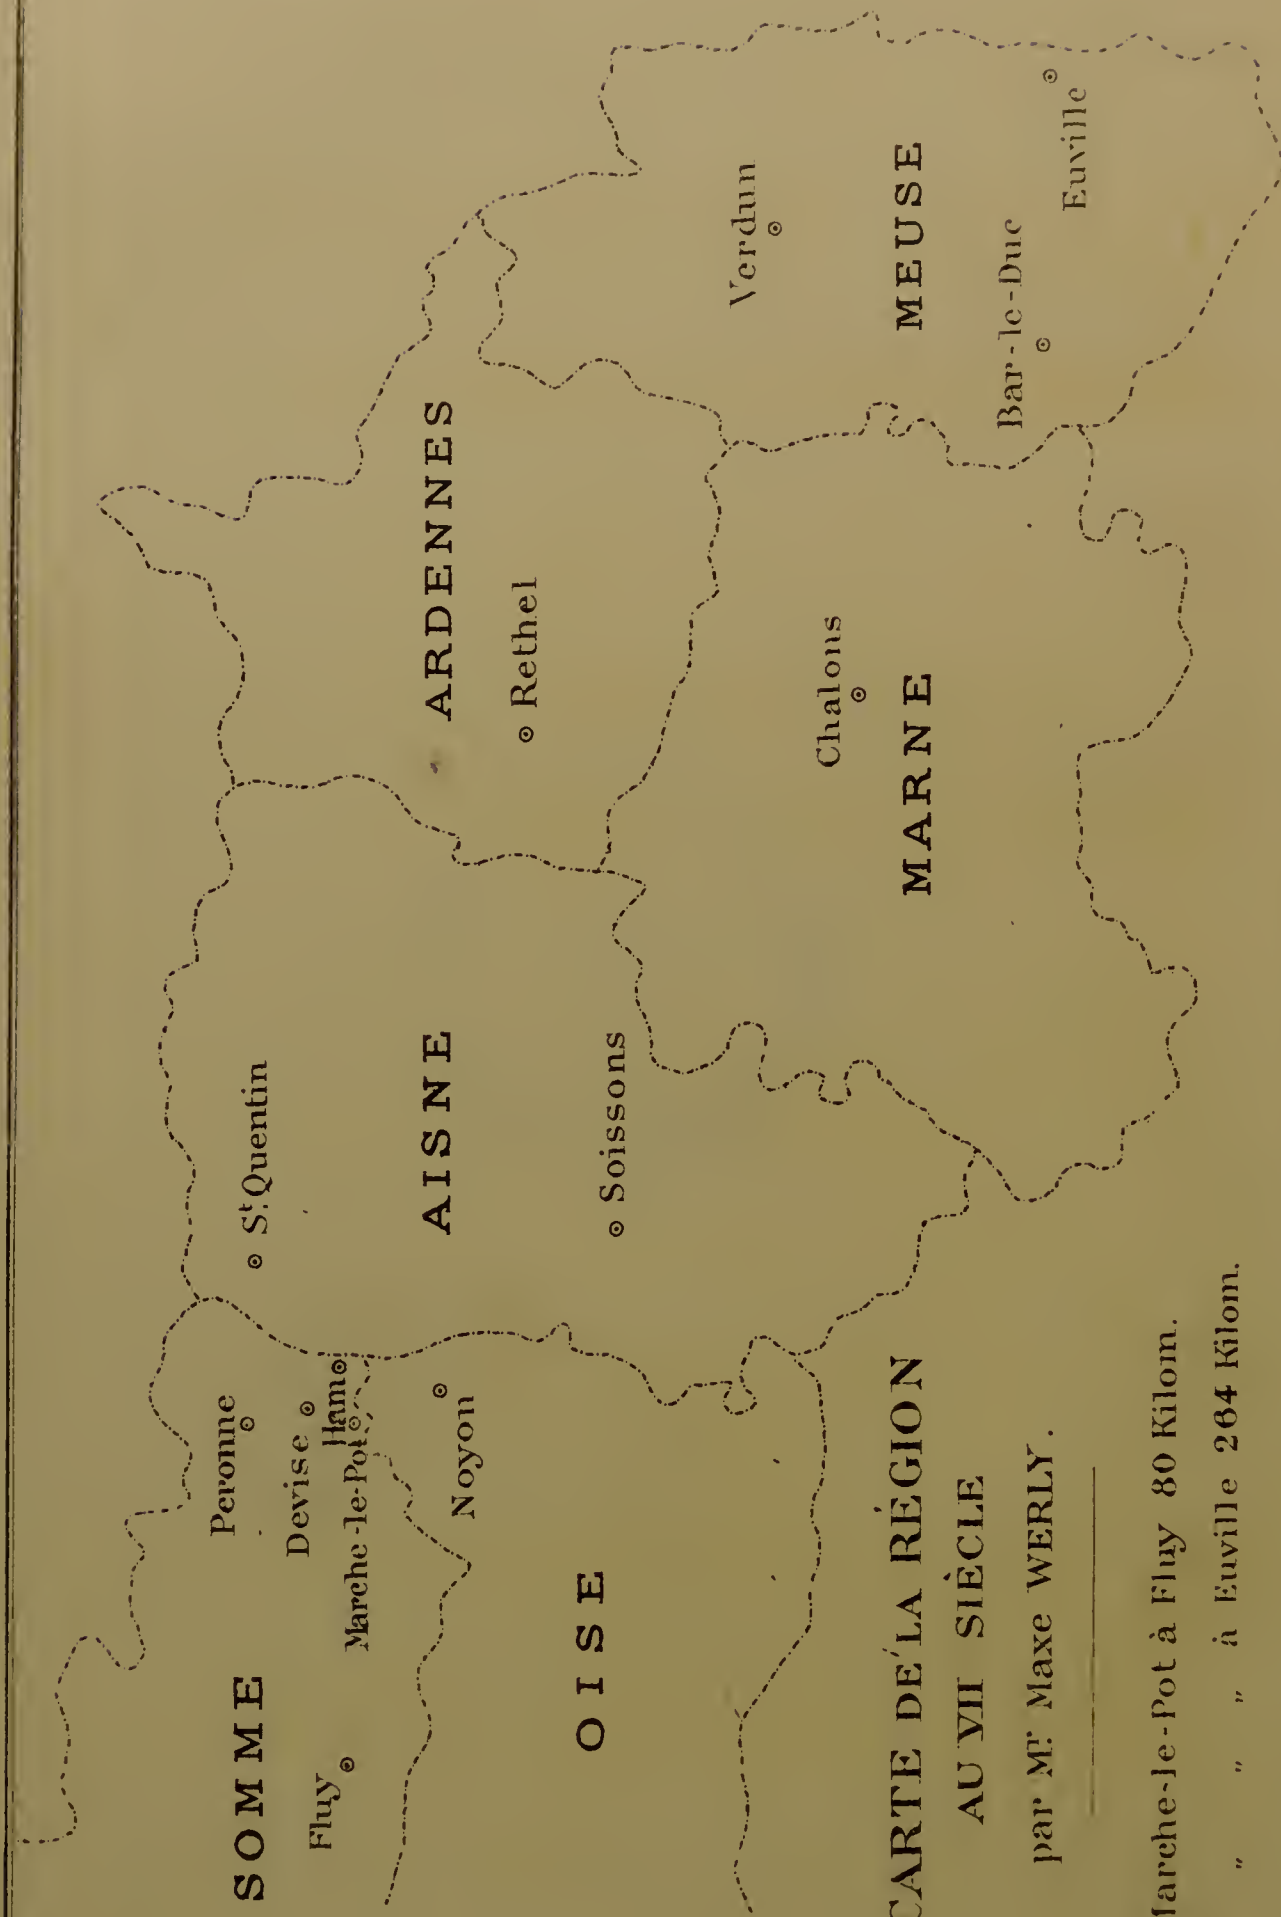 SOMME
Peronne
St Quentin
Devise
Fluy
Ham
Marche-le-Pot
AISNE
ARDENNES
Noyon
Rethel
OISE
Soissons
Verdun
Chalons
MARNE
MEUSE
Bar-le-Duc
Euville
CARTE DE LA RÉGION
AU VII SIÈCLE
par Mr Maxe WERLY.
Marche-le-Pot à Fluy 80 Kilom.
" " " à Euville 264 Kilom.